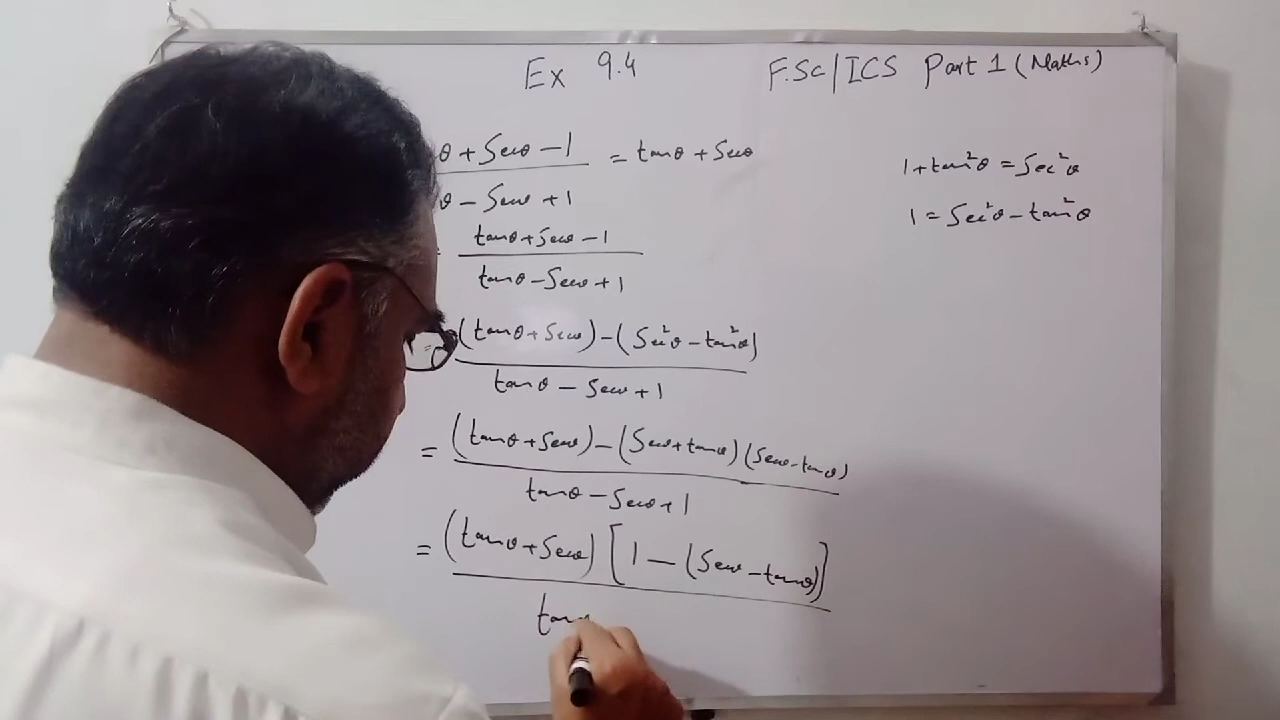 Ex 9.4 F.Sc/ICS Part 1 (Maths)
θ + Secθ − 1 = tanθ + Secθ
θ − Secθ + 1
tanθ + Secθ − 1
tanθ − Secθ + 1
(tanθ + Secθ) − (Sec²θ − tan²θ)
tanθ − Secθ + 1
= (tanθ + Secθ) − (Secθ + tanθ) (Secθ − tanθ)
tanθ − Secθ + 1
= (tanθ + Secθ) [1 − (Secθ − tanθ)]
tanθ
1 + tan²θ = Sec²θ
1 = Sec²θ − tan²θ